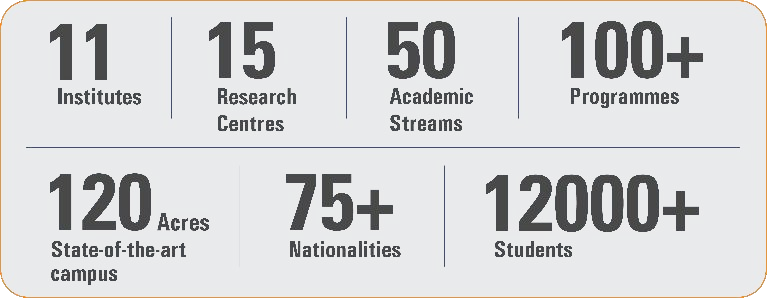 11 15 50 100+
Institutes Research Academic Programmes
Centres Streams
120 Acres 75+ 12000+
State-of-the-art Nationalities Students
campus